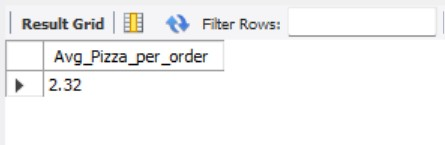 Result Grid Filter Rows:
Avg_Pizza_per_order
2.32